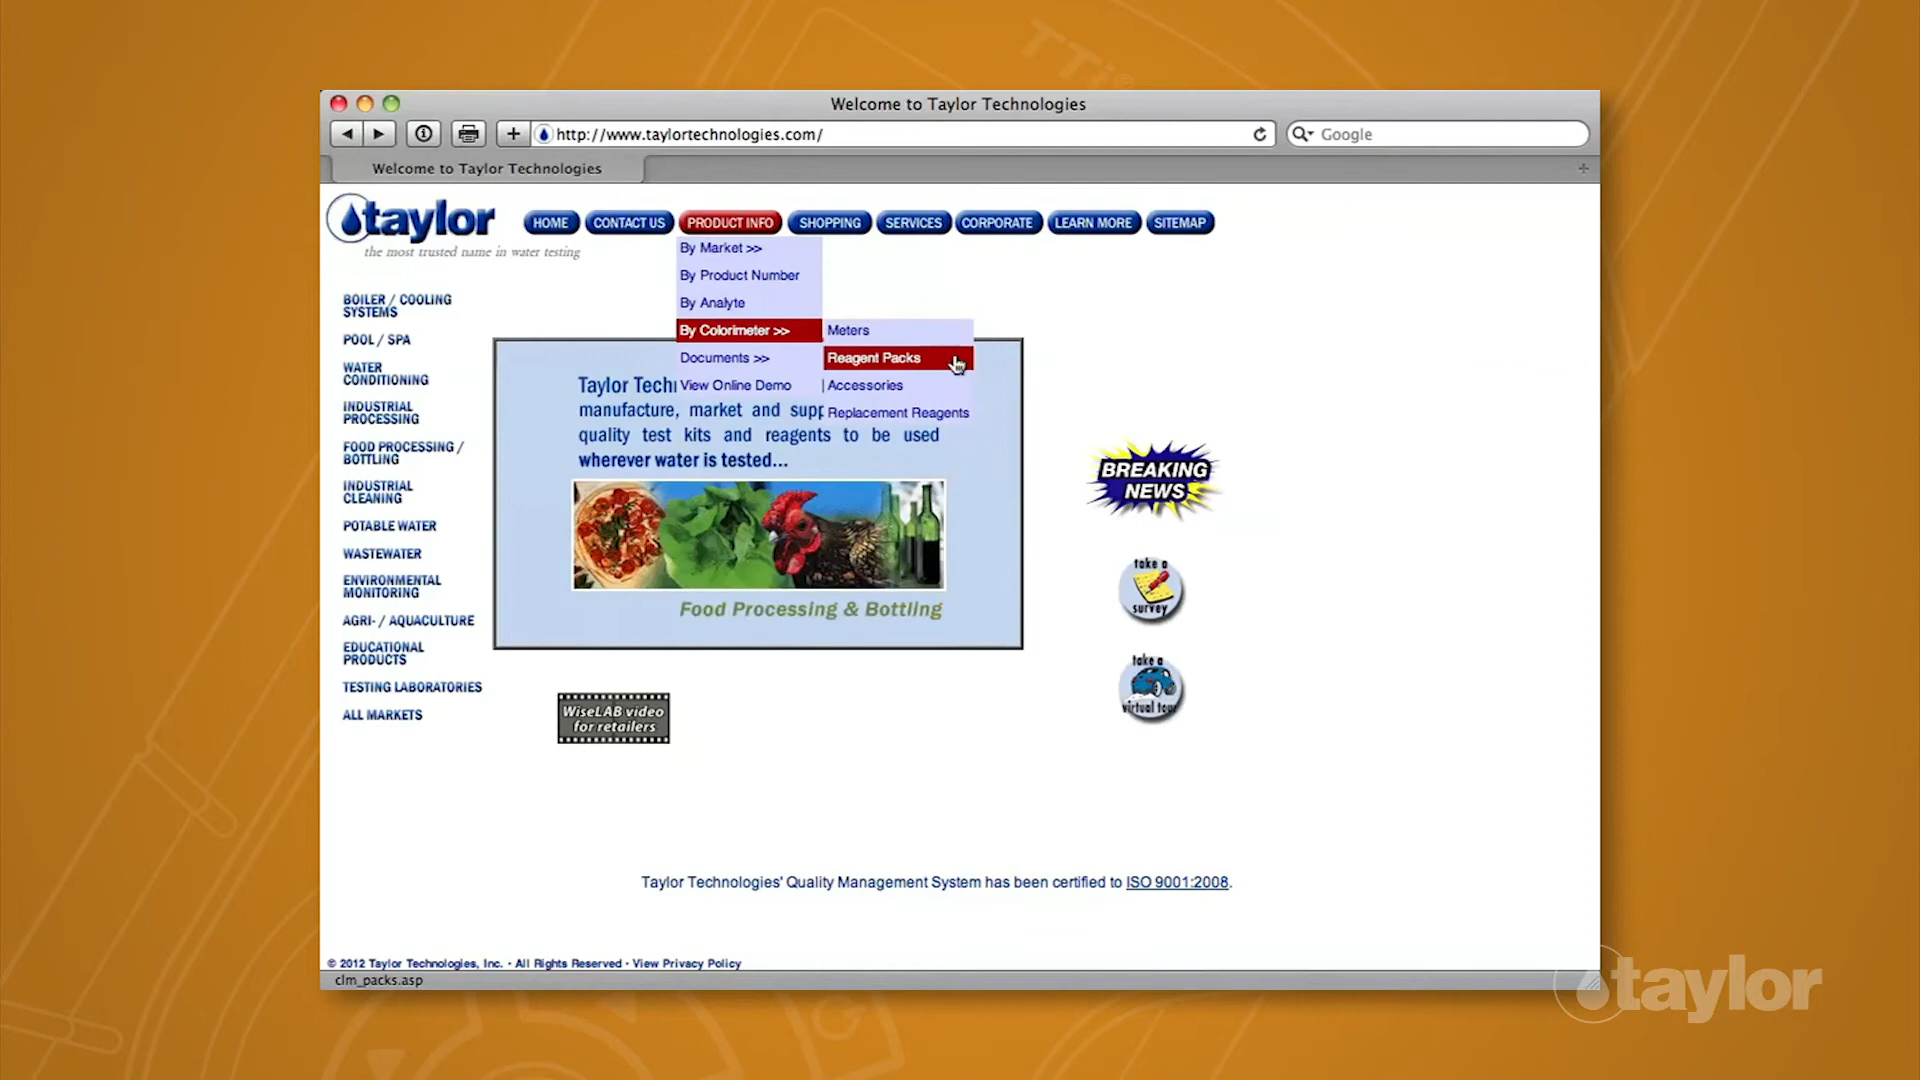 TTi®
Welcome to Taylor Technologies
http://www.taylortechnologies.com/
Google
Welcome to Taylor Technologies
taylor
the most trusted name in water testing
HOME
CONTACT US
PRODUCT INFO
SHOPPING
SERVICES
CORPORATE
LEARN MORE
SITEMAP
By Market >>
By Product Number
By Analyte
By Colorimeter >>
Documents >>
View Online Demo
Meters
Reagent Packs
Accessories
Replacement Reagents
BOILER / COOLING
SYSTEMS
POOL / SPA
WATER
CONDITIONING
INDUSTRIAL
PROCESSING
FOOD PROCESSING /
BOTTLING
INDUSTRIAL
CLEANING
POTABLE WATER
WASTEWATER
ENVIRONMENTAL
MONITORING
AGRI- / AQUACULTURE
EDUCATIONAL
PRODUCTS
TESTING LABORATORIES
ALL MARKETS
Taylor
manufacture, market and
quality test kits and reagents to be used
wherever water is tested...
Food Processing & Bottling
WiseLAB video
for retailers
BREAKING
NEWS
take a
survey
take a
virtual tour
Taylor Technologies' Quality Management System has been certified to ISO 9001:2008.
© 2012 Taylor Technologies, Inc. · All Rights Reserved · View Privacy Policy
clm_packs.asp
taylor